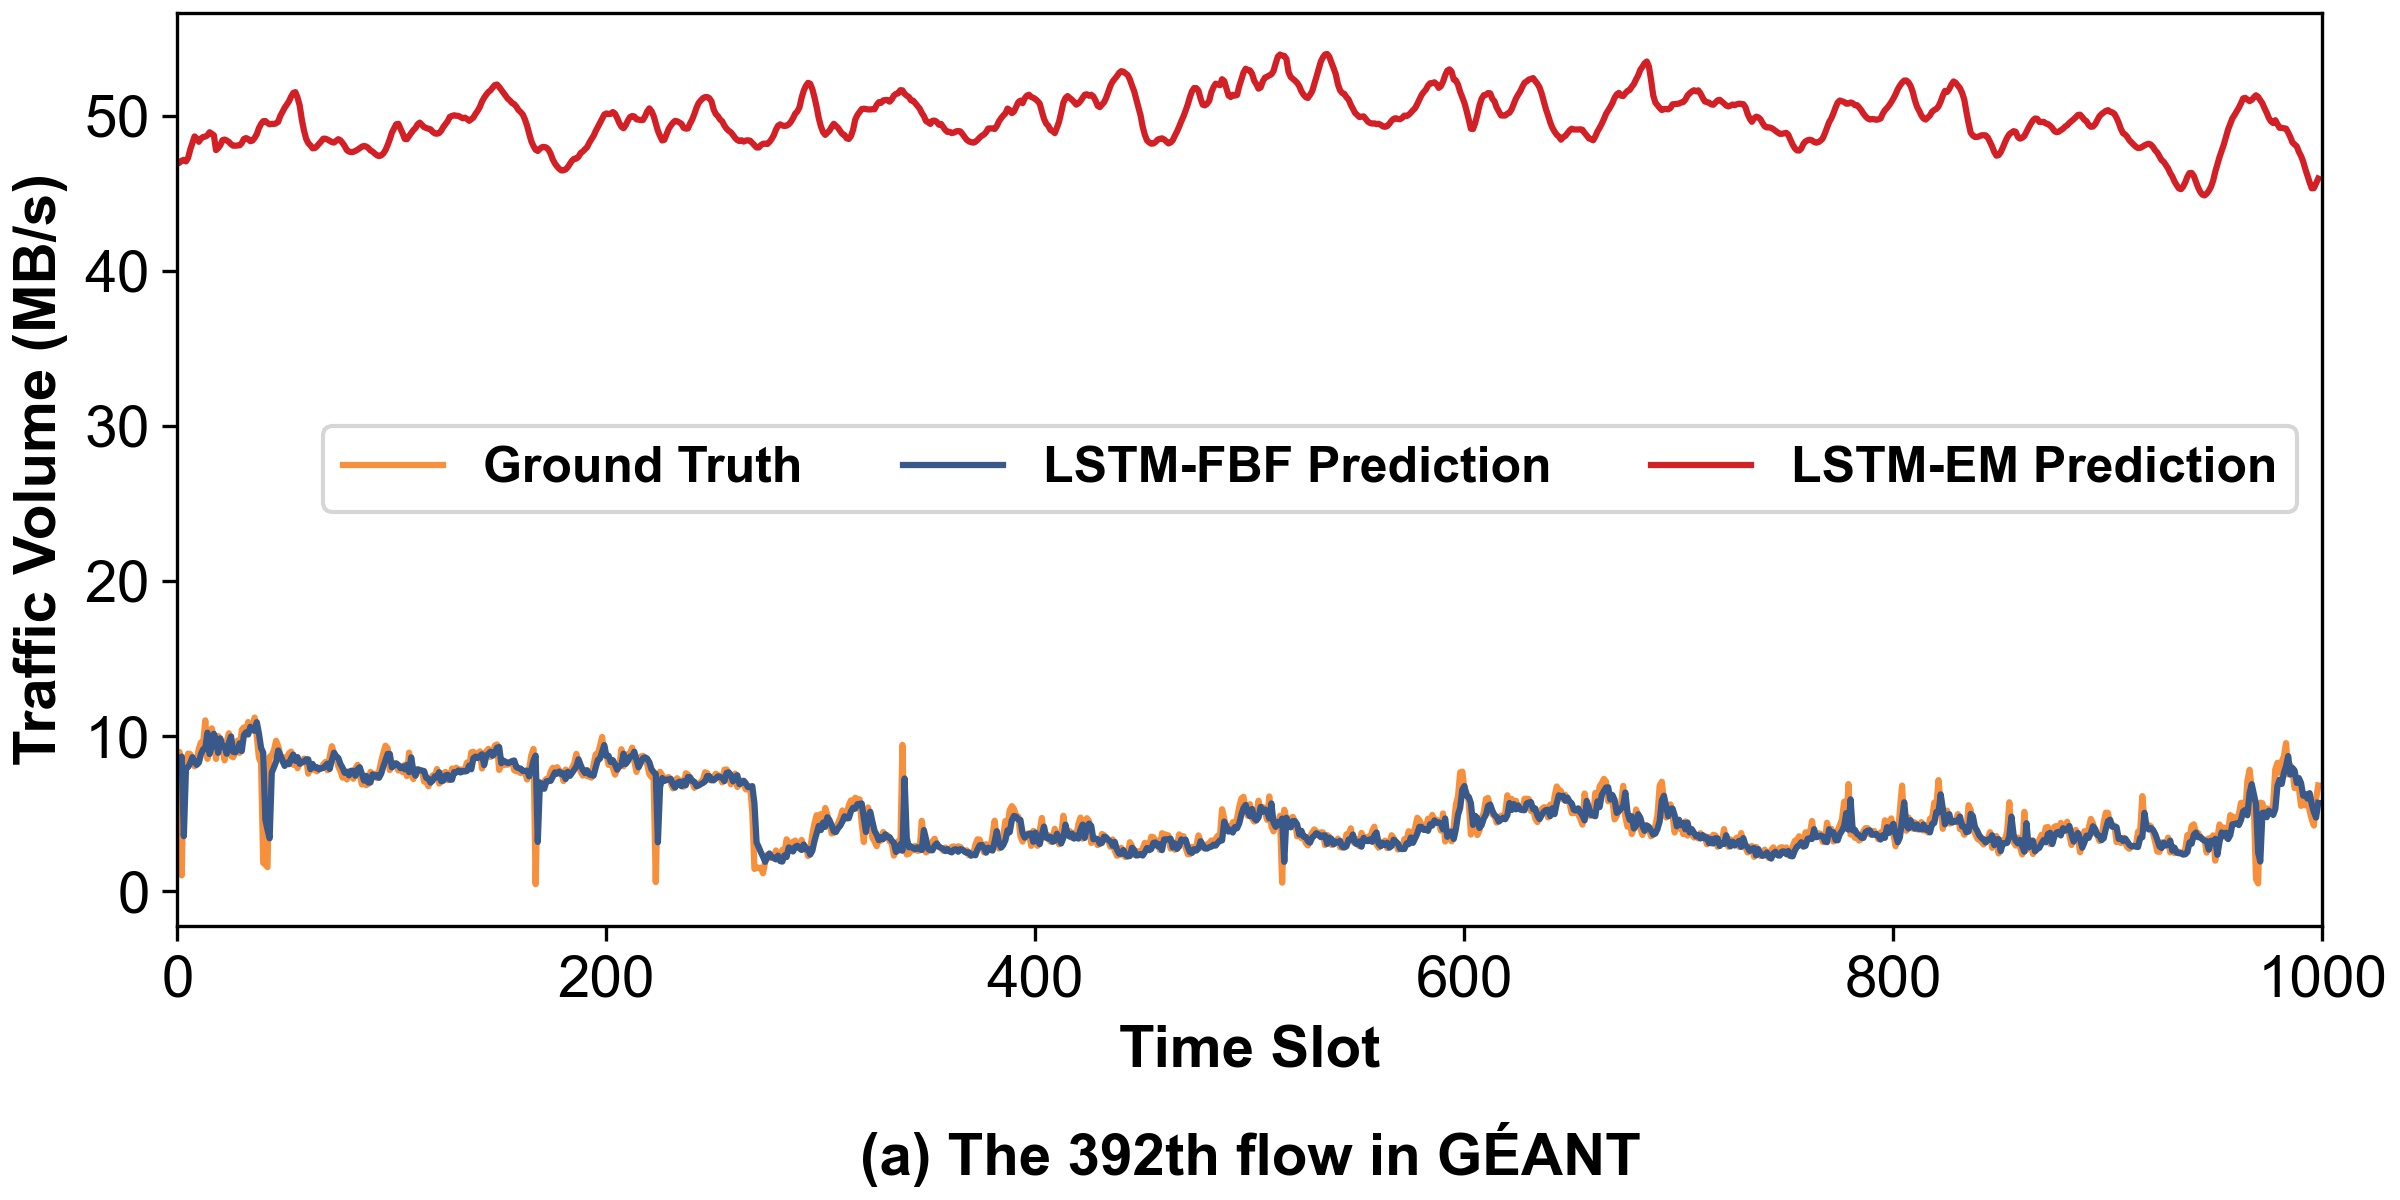 Traffic Volume (MB/s)
50
40
30
20
10
0
Ground Truth LSTM-FBF Prediction LSTM-EM Prediction
0 200 400 600 800 1000
Time Slot
(a) The 392th flow in GÉANT